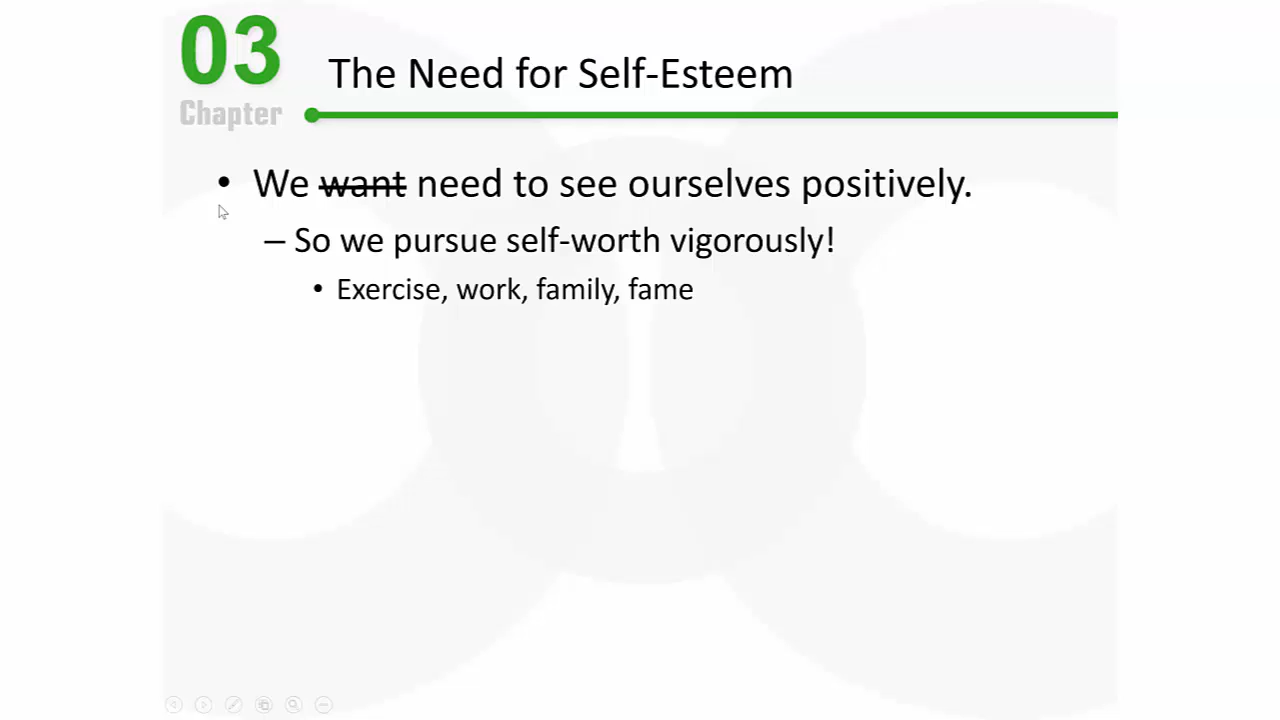 03
Chapter
The Need for Self-Esteem
• We ~~want~~ need to see ourselves positively.
– So we pursue self-worth vigorously!
• Exercise, work, family, fame